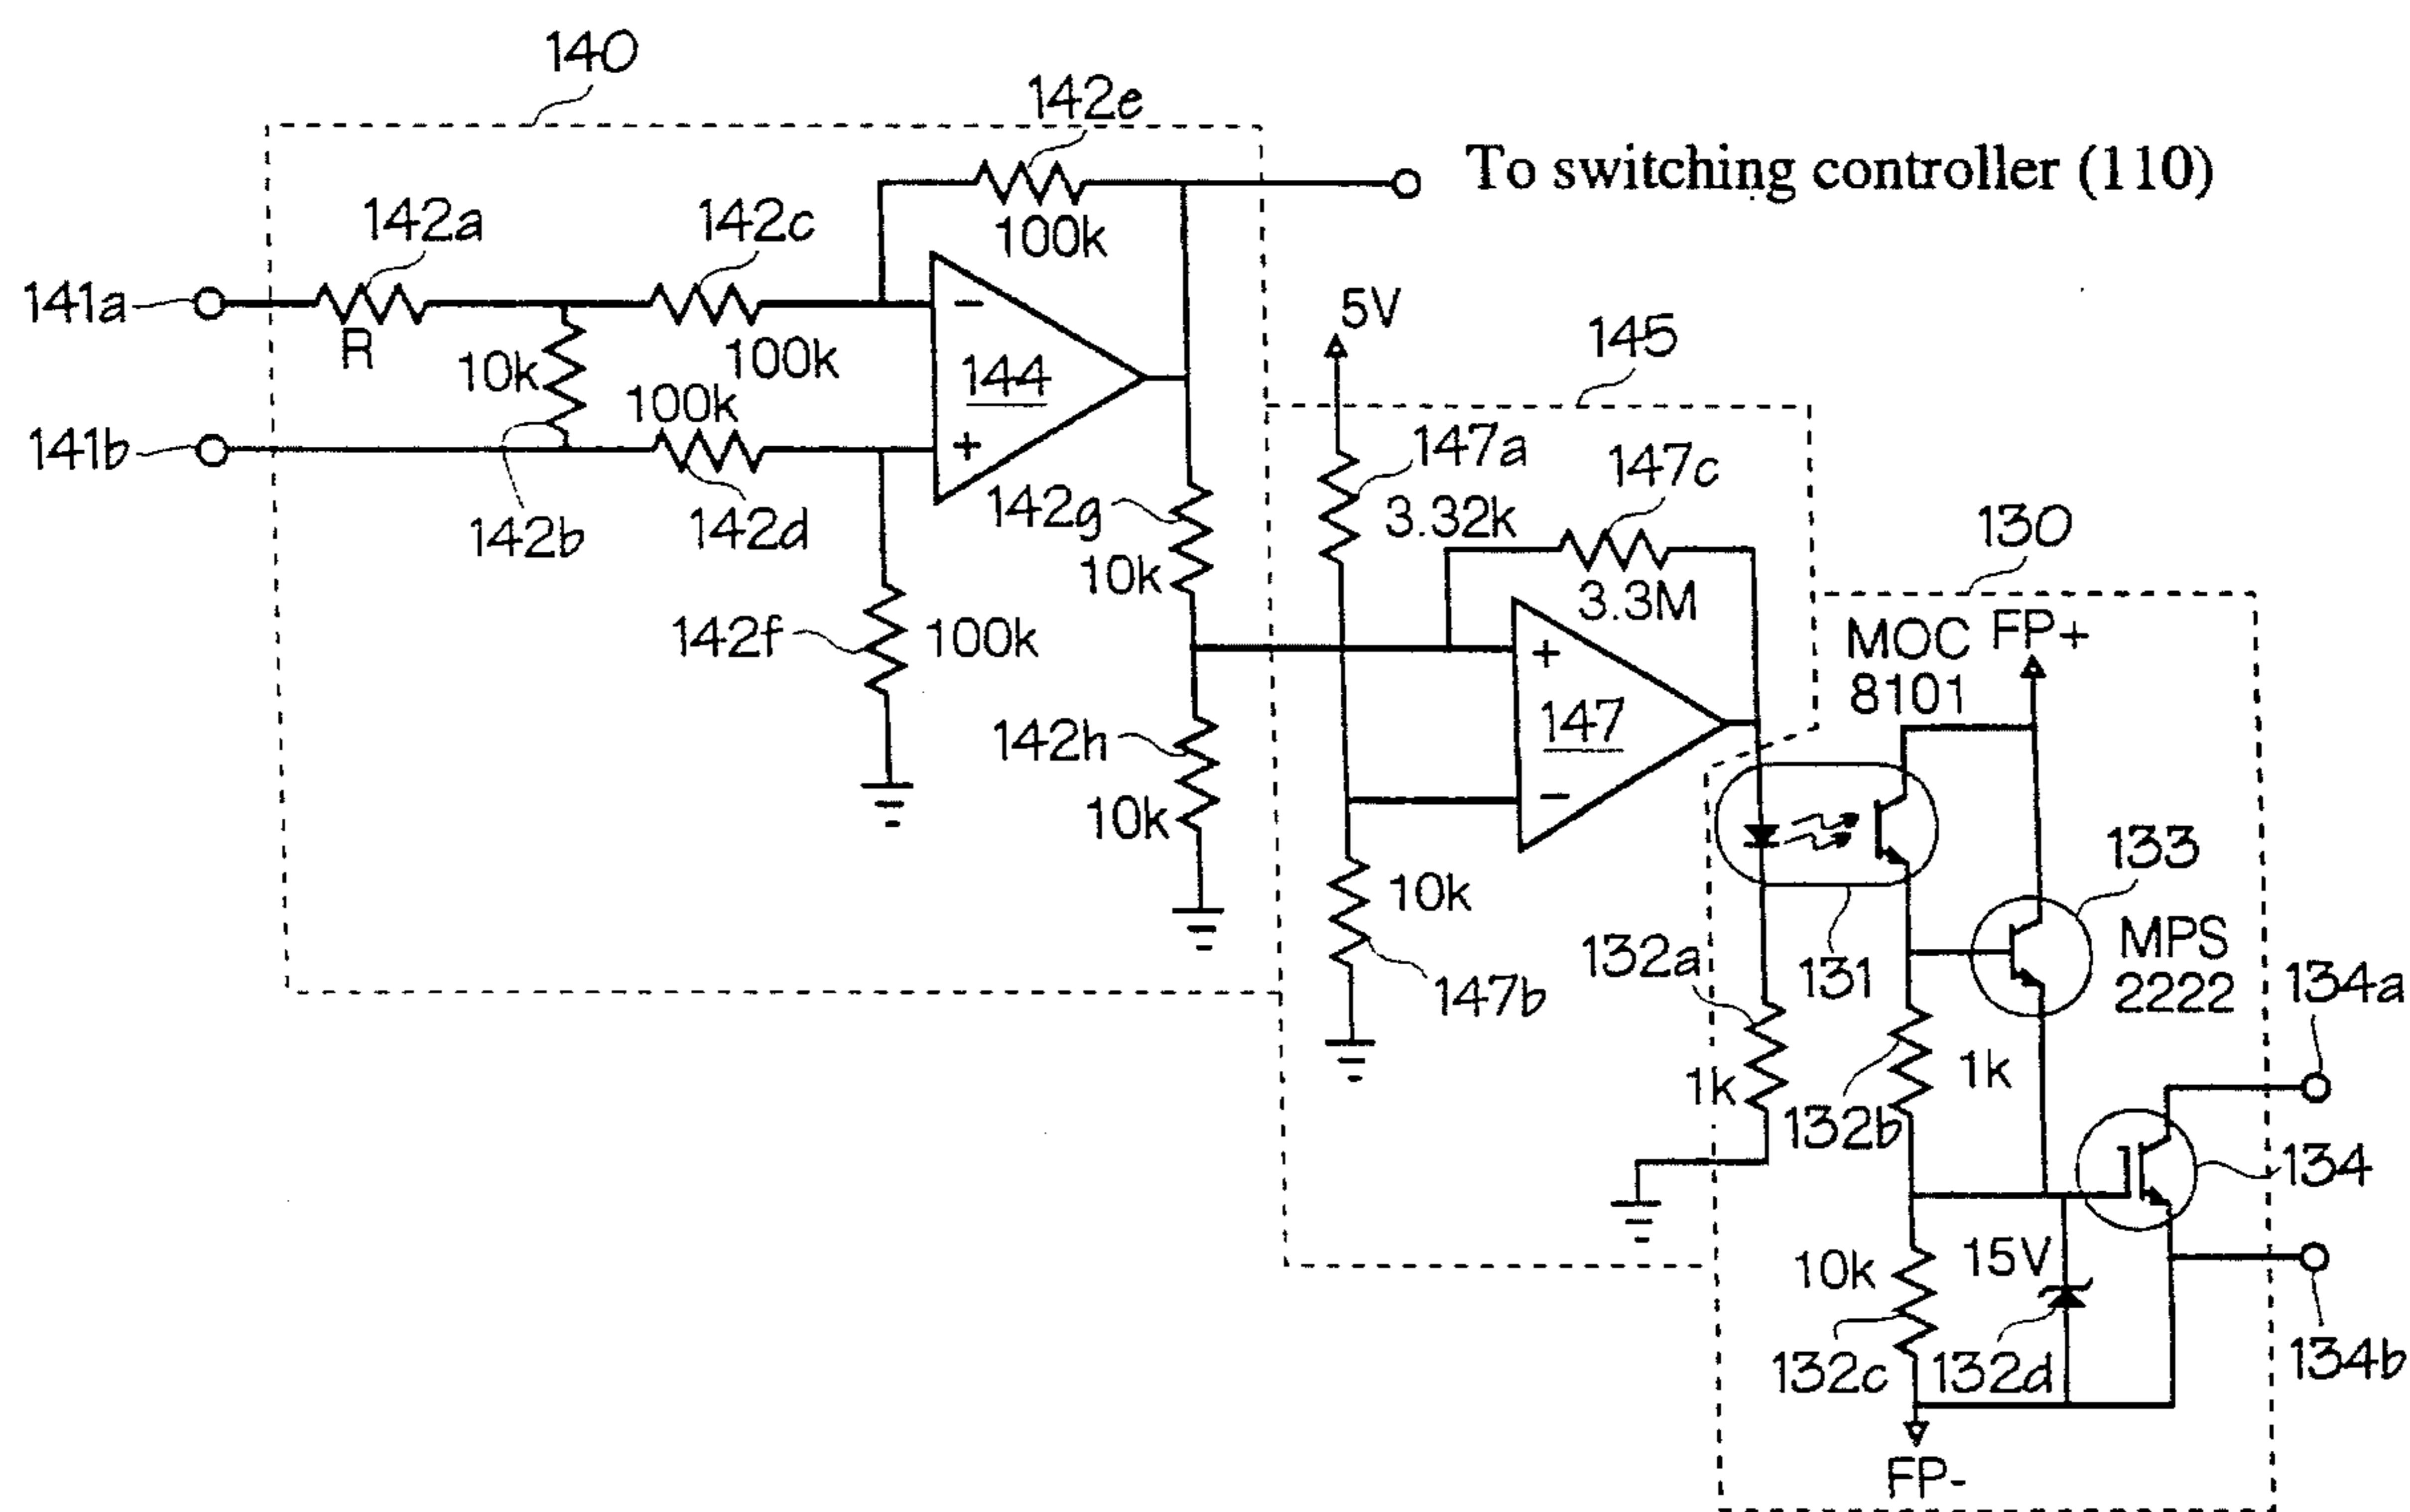 140
142e
To switching controller (110)
142a
142c
100k
141a
R
10k
100k
5V
145
144
100k
141b
147a
147c
142b
142d
142g
3.32k
130
10k
3.3M
MOC
8101
FP+
142f
100k
147
142h
10k
10k
133
132a
131
MPS
2222
134a
147b
1k
1k
132b
134
10k
15V
132c
132d
134b
FP-
+
-
+
-